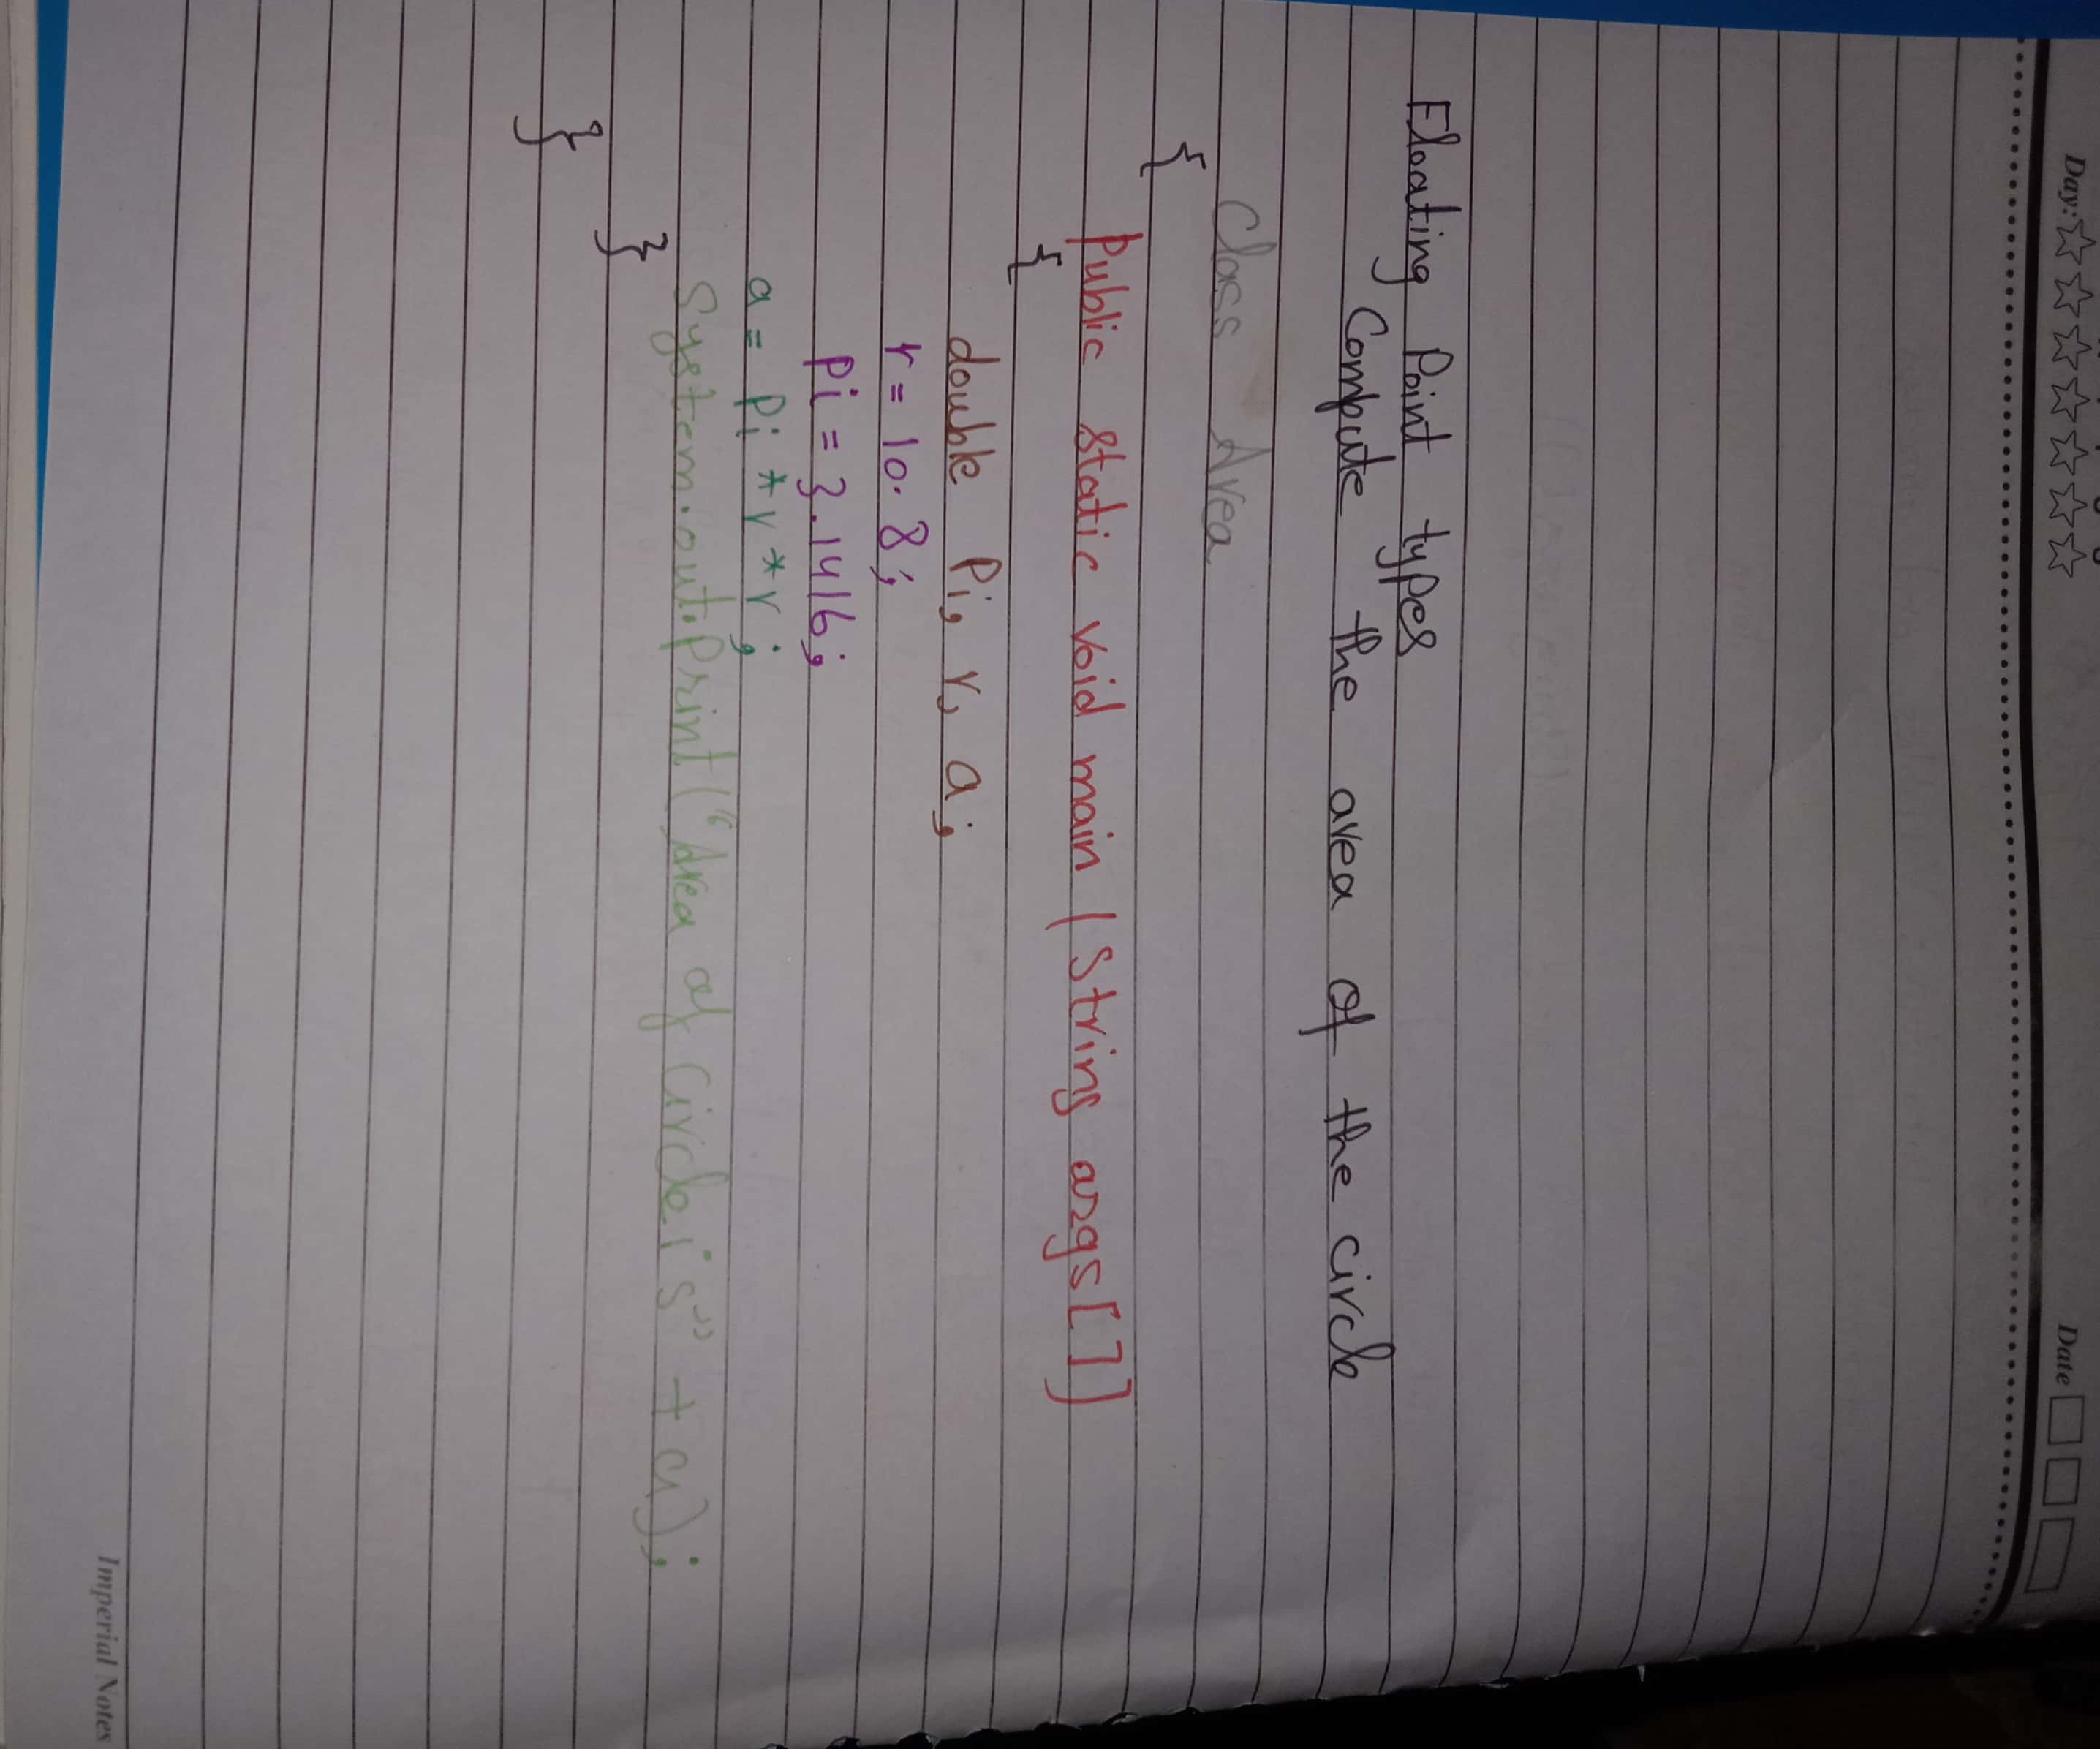 Day:
Date
Floating Point types
Compute the area of the circle
Class Area
{
Public static void main (String args[])
{
double Pi, r, a;
r = 10.8;
Pi = 3.1416;
a = Pi * r * r;
System.out.Print("Area of Circle is" + a);
}
}
Imperial Notes